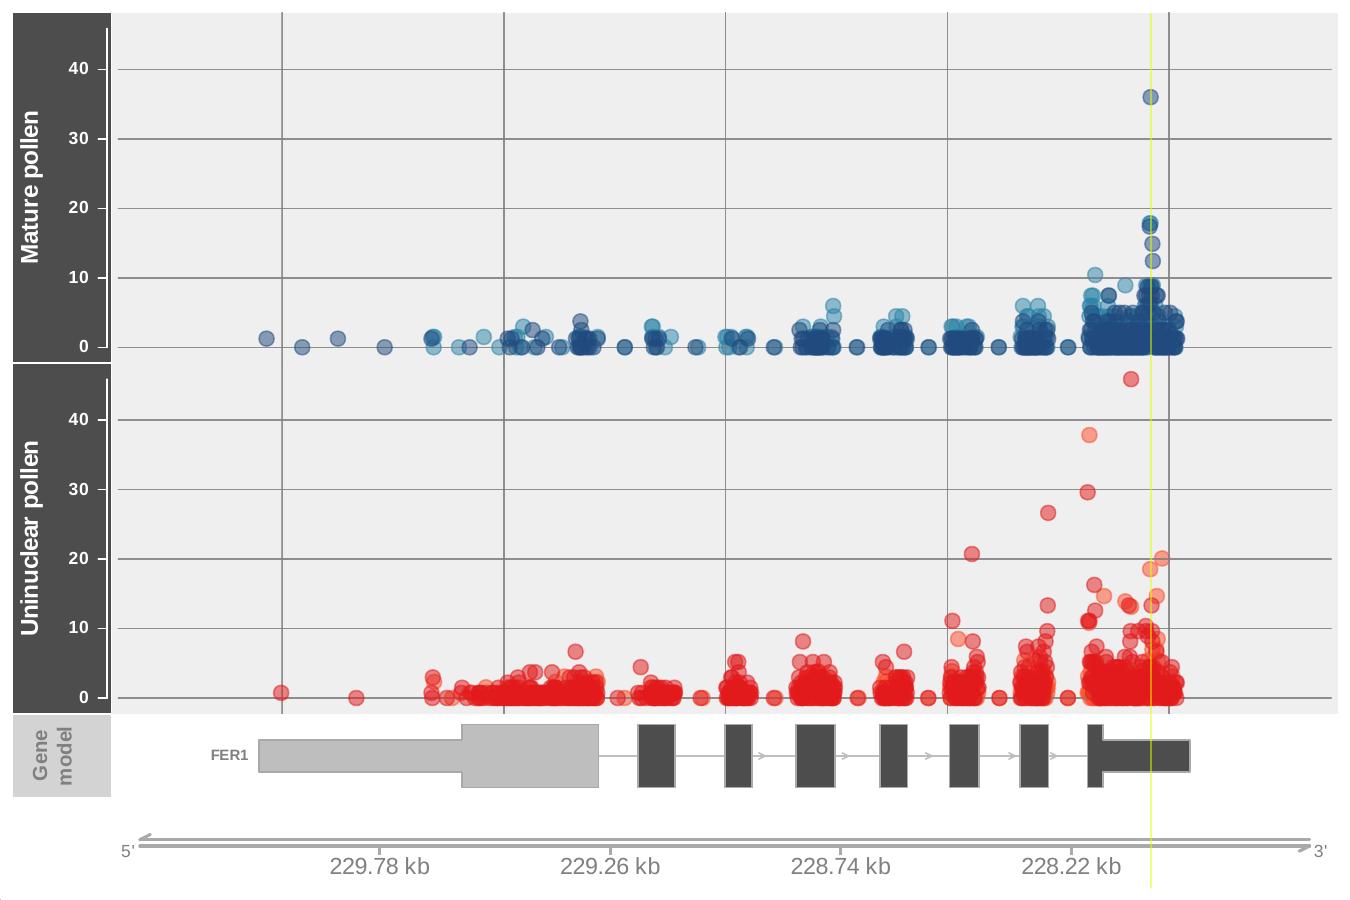 Mature pollen
40
30
20
10
0
Uninuclear pollen
40
30
20
10
0
Gene
model
FER1
5'
3'
229.78 kb
229.26 kb
228.74 kb
228.22 kb